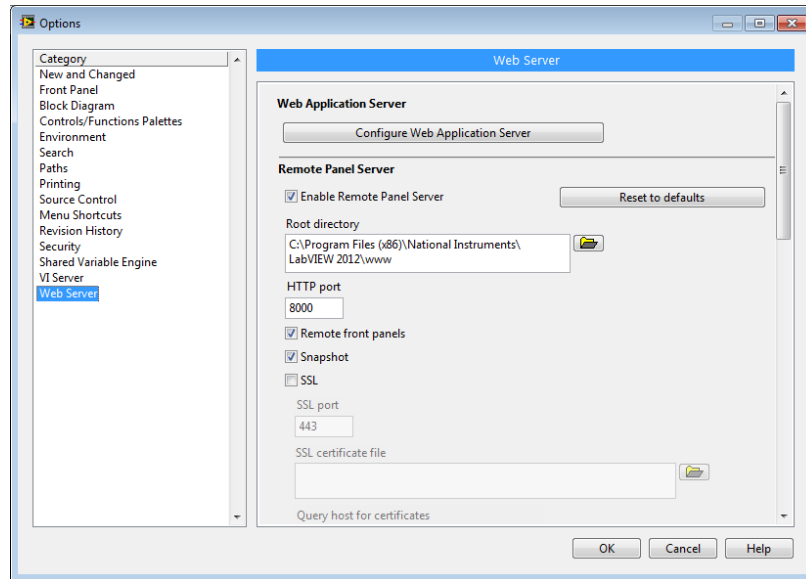 Options
Category
New and Changed
Front Panel
Block Diagram
Controls/Functions Palettes
Environment
Search
Paths
Printing
Source Control
Menu Shortcuts
Revision History
Security
Shared Variable Engine
VI Server
Web Server
Web Server
Web Application Server
Configure Web Application Server
Remote Panel Server
Enable Remote Panel Server
Reset to defaults
Root directory
C:\Program Files (x86)\National Instruments\
LabVIEW 2012\www
HTTP port
8000
Remote front panels
Snapshot
SSL
SSL port
443
SSL certificate file
Query host for certificates
OK
Cancel
Help